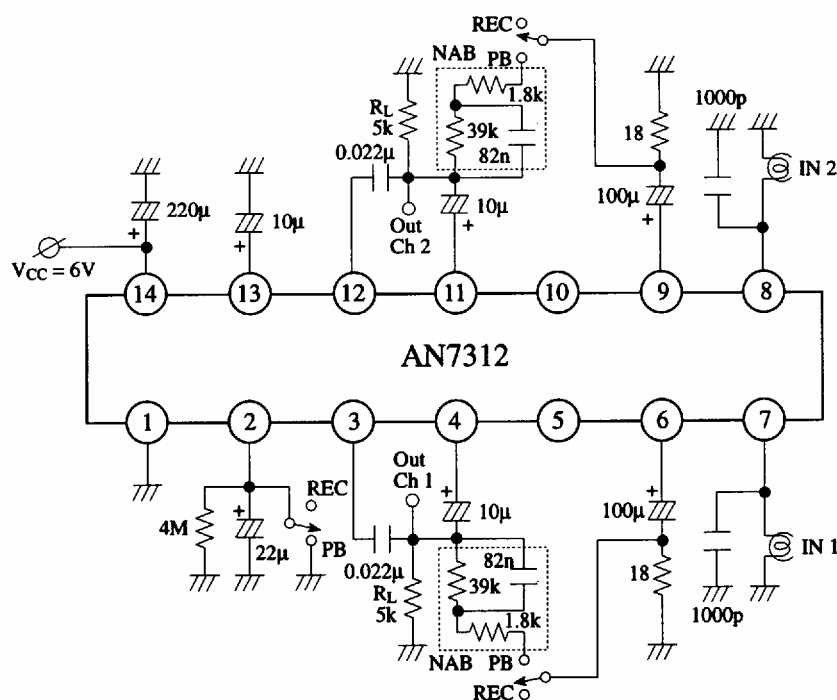 REC
NAB PB
1.8k
1000p
RL
5k
39k
18
0.022μ
82n
IN 2
220μ
10μ
10μ
100μ
+
+
+
+
Out
Ch 2
VCC = 6V
14 13 12 11 10 9 8
AN7312
1 2 3 4 5 6 7
Out
Ch 1
REC
+
+
+
4M
10μ
100μ
22μ
PB
82n
IN 1
0.022μ
39k
18
RL
5k
1.8k
1000p
NAB PB
REC